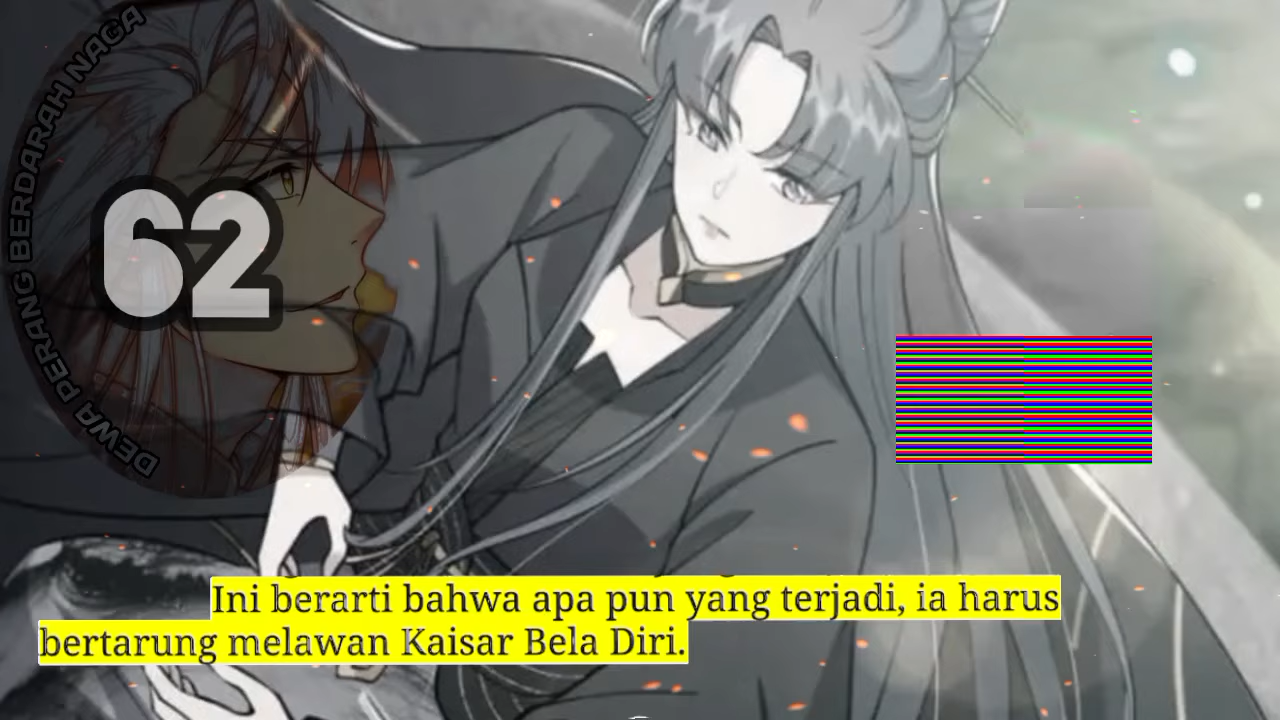 DEWA PERANG BERDARAH NAGA
62
Ini berarti bahwa apa pun yang terjadi, ia harus
bertarung melawan Kaisar Bela Diri.